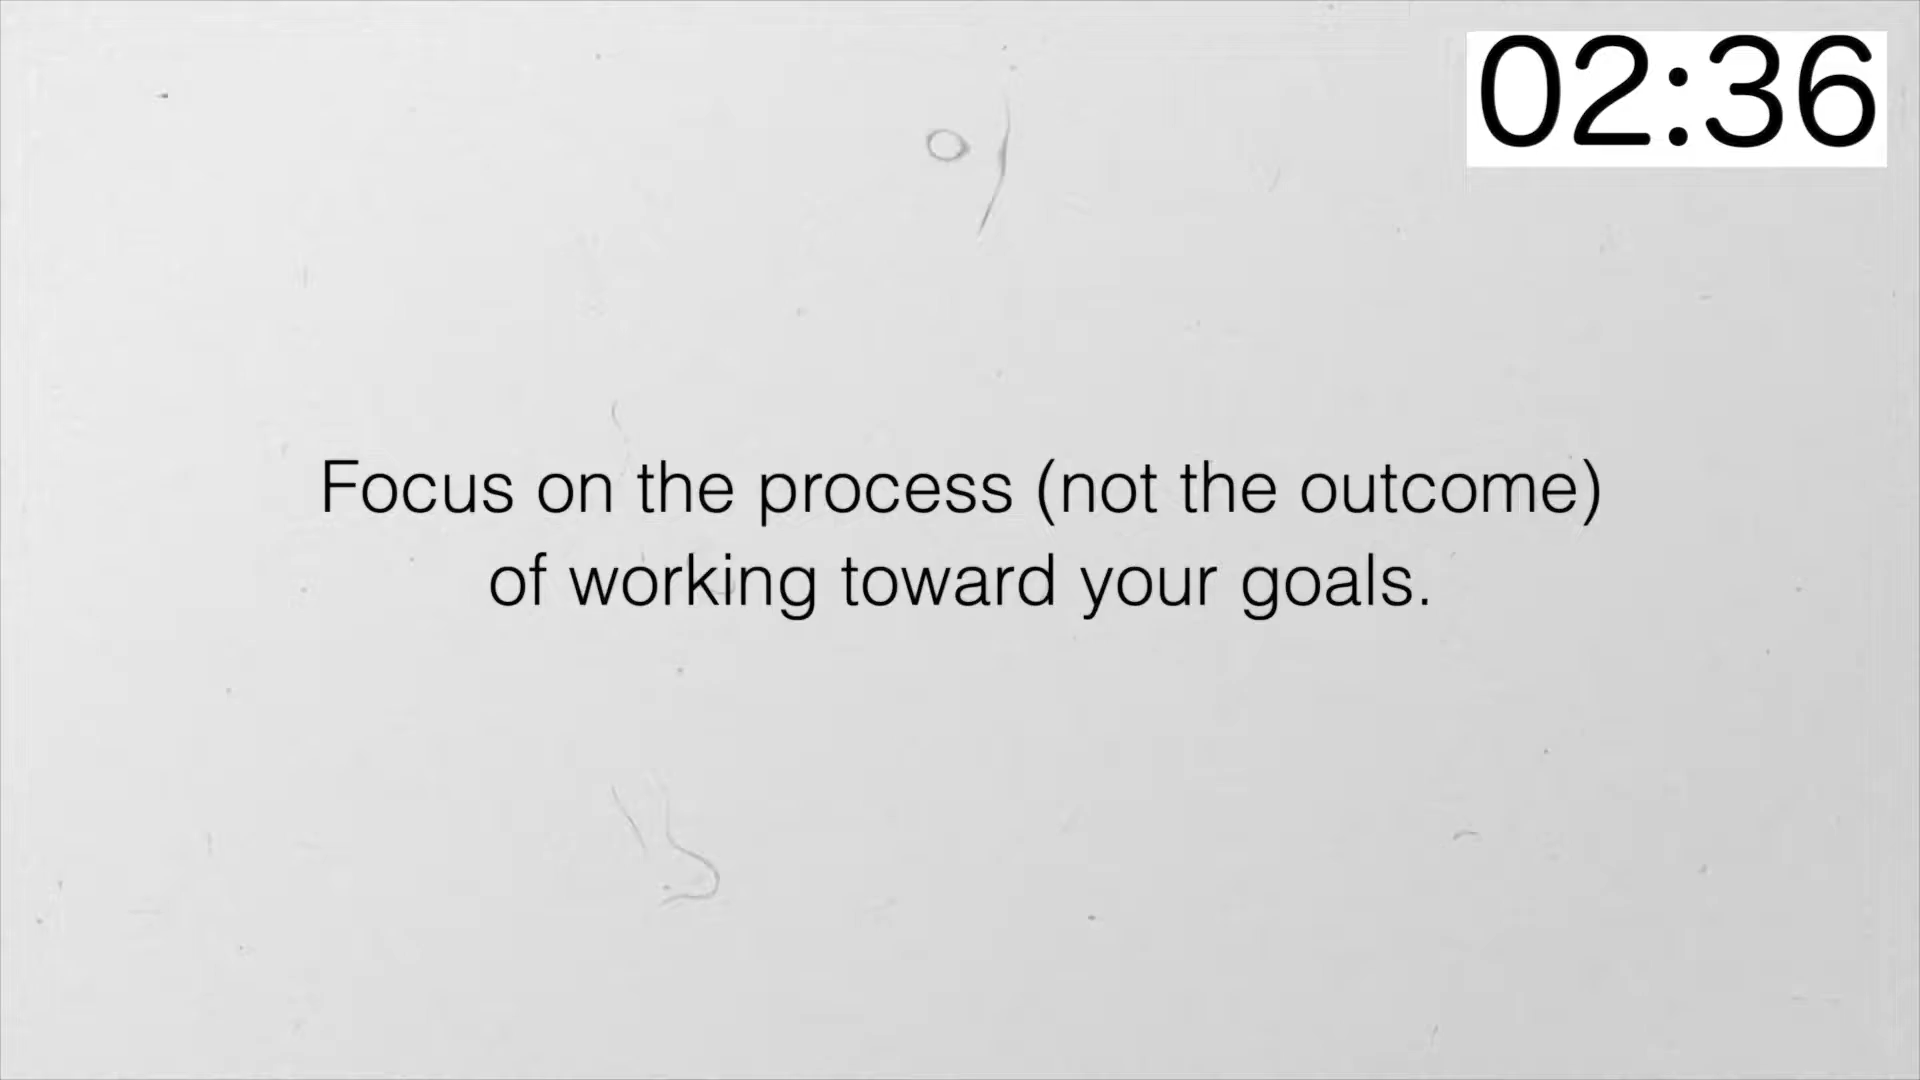 02:36
Focus on the process (not the outcome)
of working toward your goals.